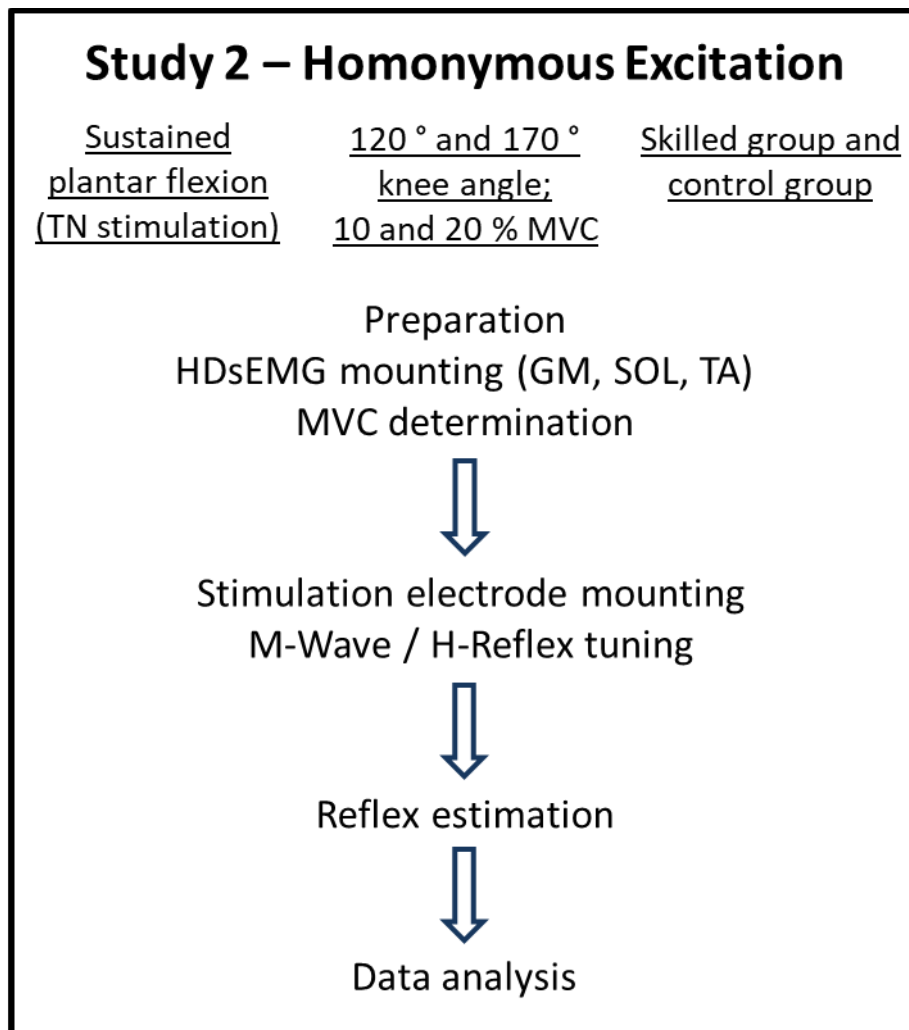 Study 2 – Homonymous Excitation
Sustained
plantar flexion
(TN stimulation)
120 ° and 170 °
knee angle;
10 and 20 % MVC
Skilled group and
control group
Preparation
HDsEMG mounting (GM, SOL, TA)
MVC determination
Stimulation electrode mounting
M-Wave / H-Reflex tuning
Reflex estimation
Data analysis